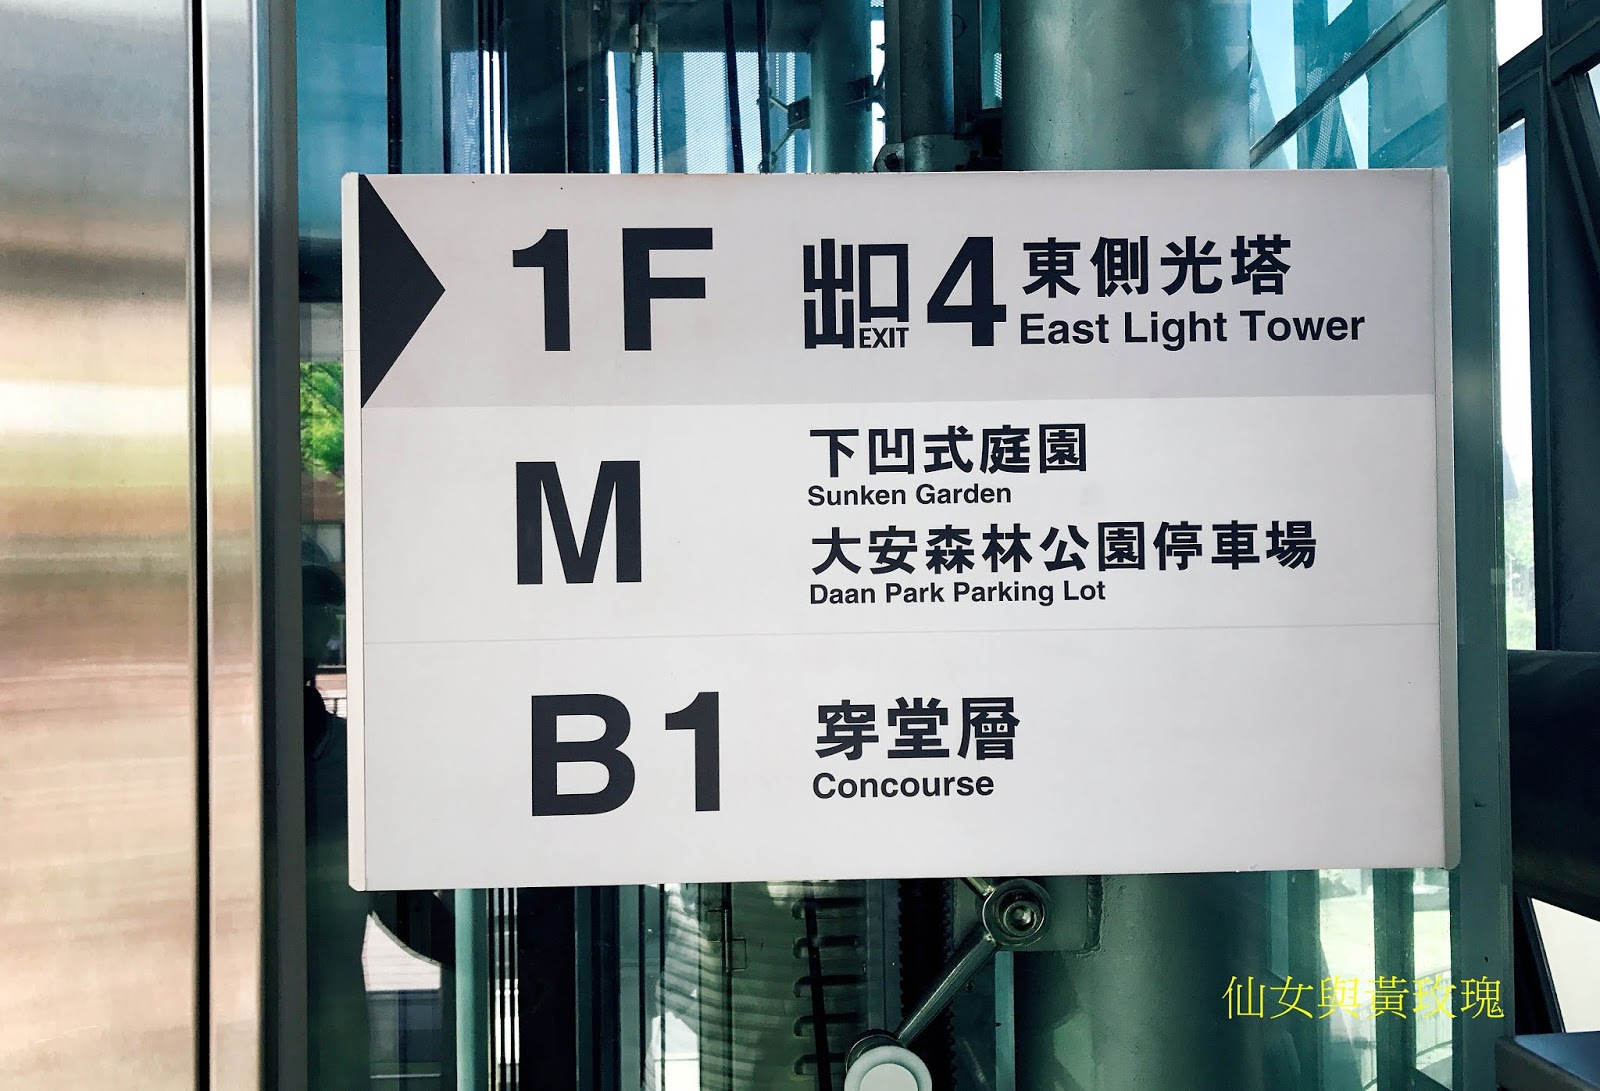 1F 出口 EXIT 4 東側光塔
East Light Tower
M
下凹式庭園
Sunken Garden
大安森林公園停車場
Daan Park Parking Lot
B1 穿堂層
Concourse
仙女與黃玫瑰